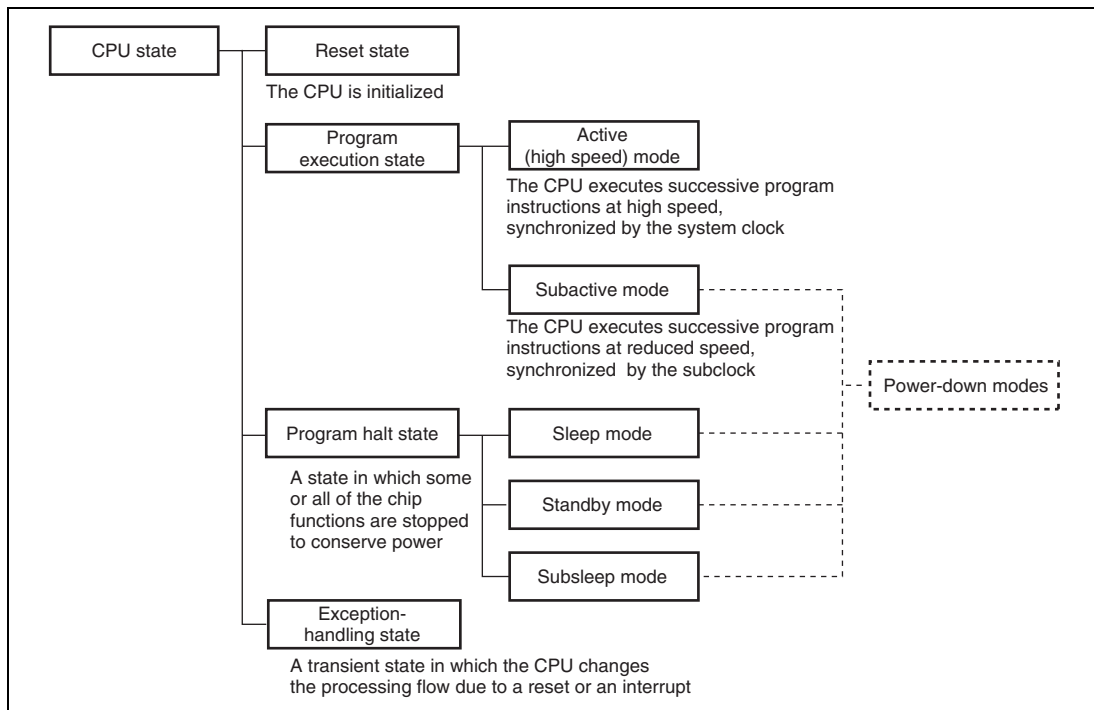 CPU state
Reset state
The CPU is initialized
Program
execution state
Active
(high speed) mode
The CPU executes successive program
instructions at high speed,
synchronized by the system clock
Subactive mode
The CPU executes successive program
instructions at reduced speed,
synchronized by the subclock
Power-down modes
Program halt state
A state in which some
or all of the chip
functions are stopped
to conserve power
Sleep mode
Standby mode
Subsleep mode
Exception-
handling state
A transient state in which the CPU changes
the processing flow due to a reset or an interrupt